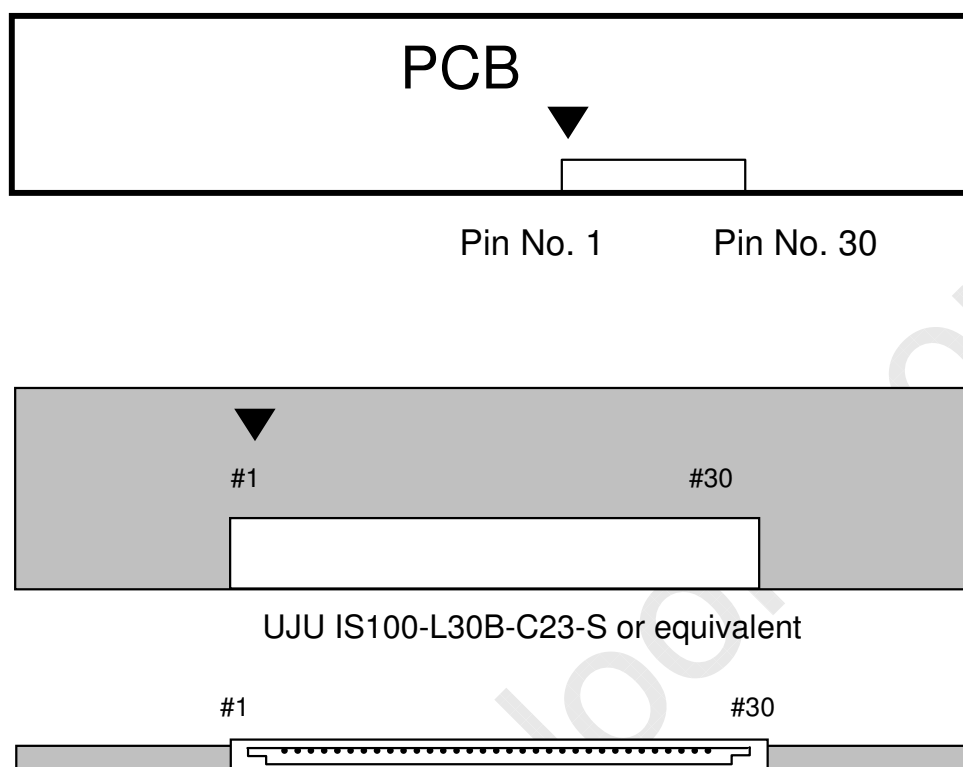 PCB
Pin No. 1 Pin No. 30
#1 #30
UJU IS100-L30B-C23-S or equivalent
#1 #30